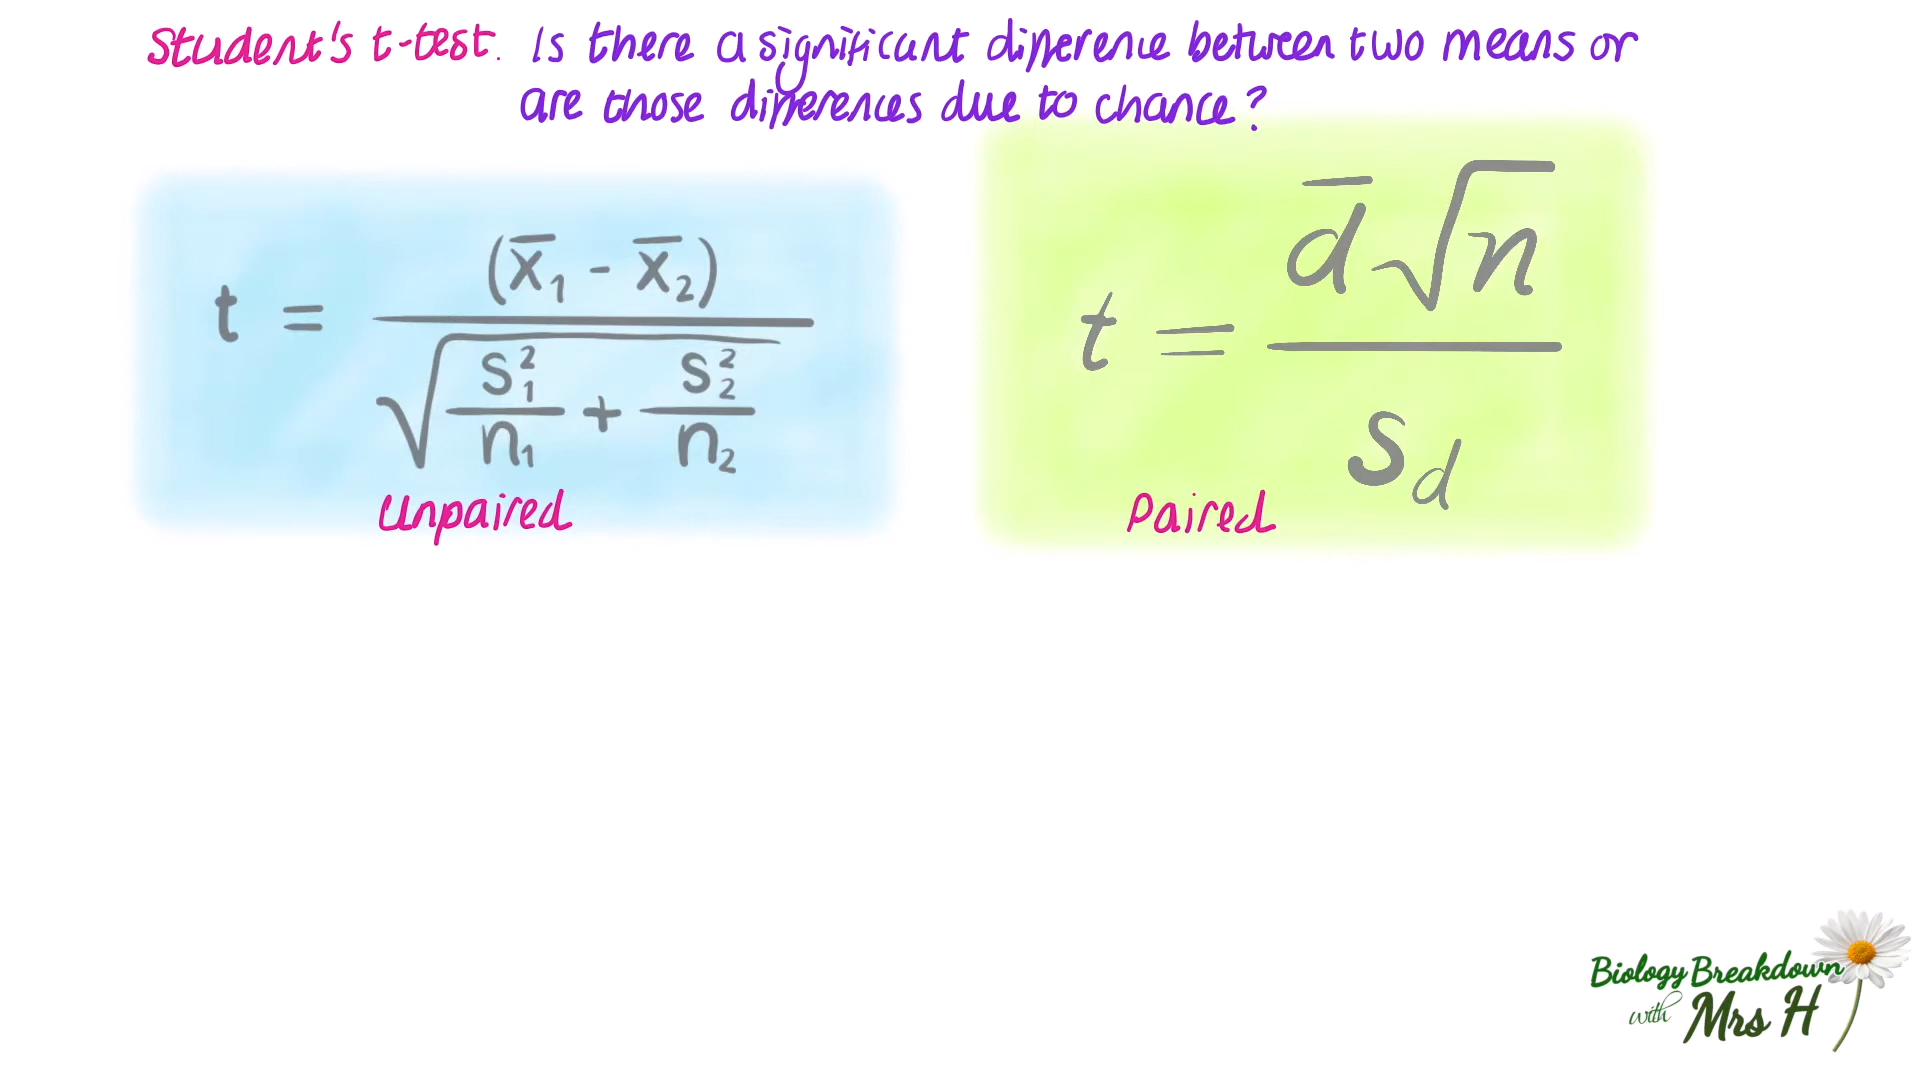 Student's t-test. Is there a significant difference between two means or
are those differences due to chance?
t = (x̄₁ - x̄₂) / √(s₁²/n₁ + s₂²/n₂)
Unpaired
t = d̄√n / s_d
Paired
Biology Breakdown
with Mrs H